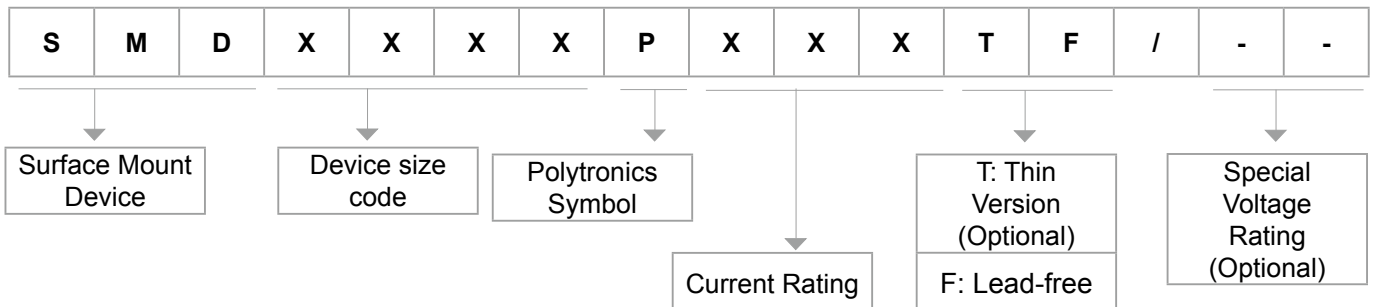 S M D X X X X P X X X T F / - -
Surface Mount
Device
Device size
code
Polytronics
Symbol
Current Rating
T: Thin
Version
(Optional)
F: Lead-free
Special
Voltage
Rating
(Optional)